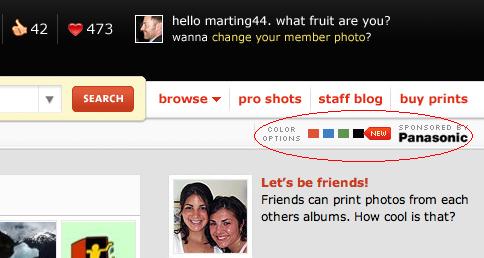 42
473
hello marting44. what fruit are you?
wanna change your member photo?
SEARCH
browse
pro shots
staff blog
buy prints
COLOR
OPTIONS
NEW
SPONSORED BY
Panasonic
Let's be friends!
Friends can print photos from each
others albums. How cool is that?